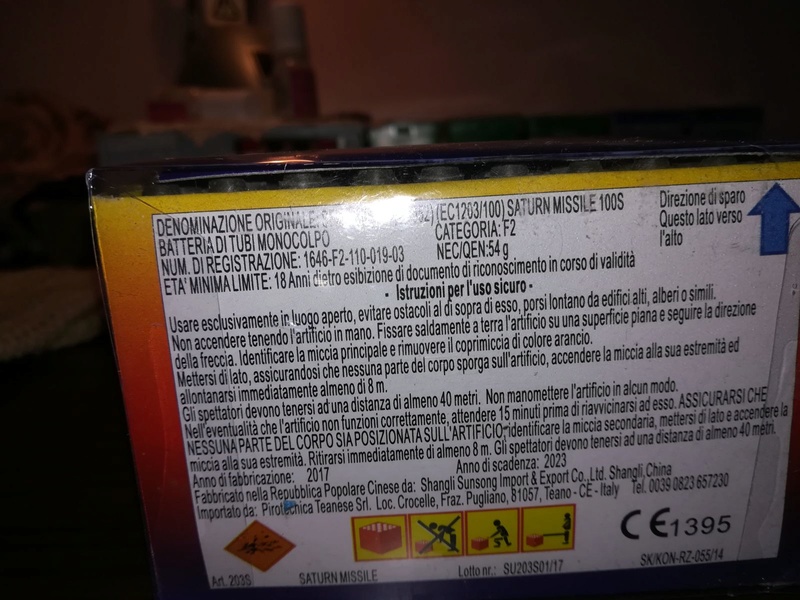 DENOMINAZIONE ORIGINALE: (EC1203/100) SATURN MISSILE 100S
BATTERIA DI TUBI MONOCOLPO
CATEGORIA: F2
NUM. DI REGISTRAZIONE: 1646-F2-110-019-03
NEC/QEN: 54 g
ETA' MINIMA LIMITE: 18 Anni dietro esibizione di documento di riconoscimento in corso di validità
Direzione di sparo
Questo lato verso
l'alto
- Istruzioni per l'uso sicuro -
Usare esclusivamente in luogo aperto, evitare ostacoli al di sopra di esso, porsi lontano da edifici alti, alberi o simili.
Non accendere tenendo l'artificio in mano. Fissare saldamente a terra l'artificio su una superficie piana e seguire la direzione
della freccia. Identificare la miccia principale e rimuovere il coprimiccia di colore arancio.
Mettersi di lato, assicurandosi che nessuna parte del corpo sporga sull'artificio, accendere la miccia alla sua estremità ed
allontanarsi immediatamente almeno di 8 m.
Gli spettatori devono tenersi ad una distanza di almeno 40 metri. Non manomettere l'artificio in alcun modo.
Nell'eventualità che l'artificio non funzioni correttamente, attendere 15 minuti prima di riavvicinarsi ad esso. ASSICURARSI CHE
NESSUNA PARTE DEL CORPO SIA POSIZIONATA SULL'ARTIFICIO, identificare la miccia secondaria, mettersi di lato e accendere la
miccia alla sua estremità. Ritirarsi immediatamente di almeno 8 m. Gli spettatori devono tenersi ad una distanza di almeno 40 metri.
Anno di fabbricazione: 2017 Anno di scadenza: 2023
Fabbricato nella Repubblica Popolare Cinese da: Shangli Sunsong Import & Export Co.,Ltd. Shangli,China
Importato da: Pirotecnica Teanese Srl. Loc. Crocelle, Fraz. Pugliano, 81057, Teano - CE - Italy Tel. 0039 0823 657230
CE1395
SK/KON-RZ-055/14
Art. 203S SATURN MISSILE Lotto nr.: SU203S01/17